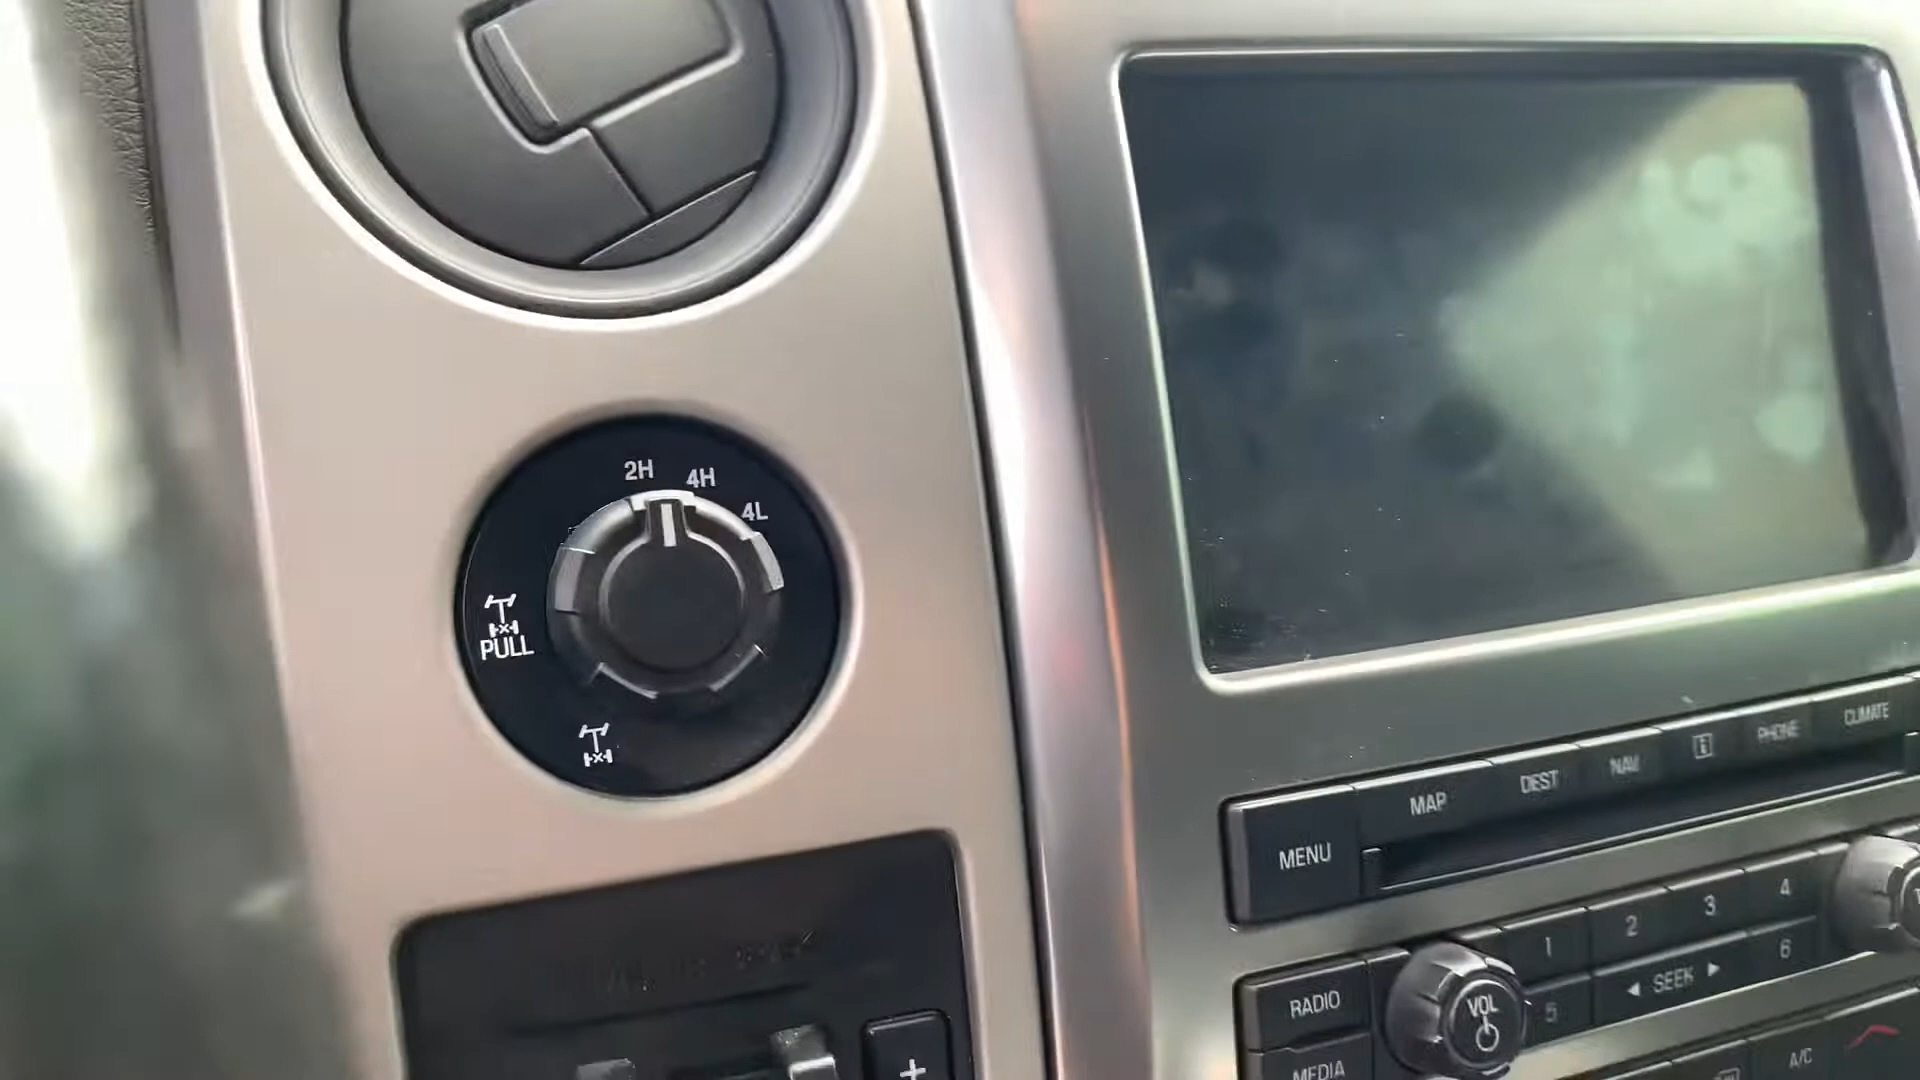 2H
4H
4L
PULL
MENU
MAP
DEST
NAV
i
PHONE
CLIMATE
RADIO
VOL
1
2
3
4
5
◄ SEEK ►
6
MEDIA
A/C
+